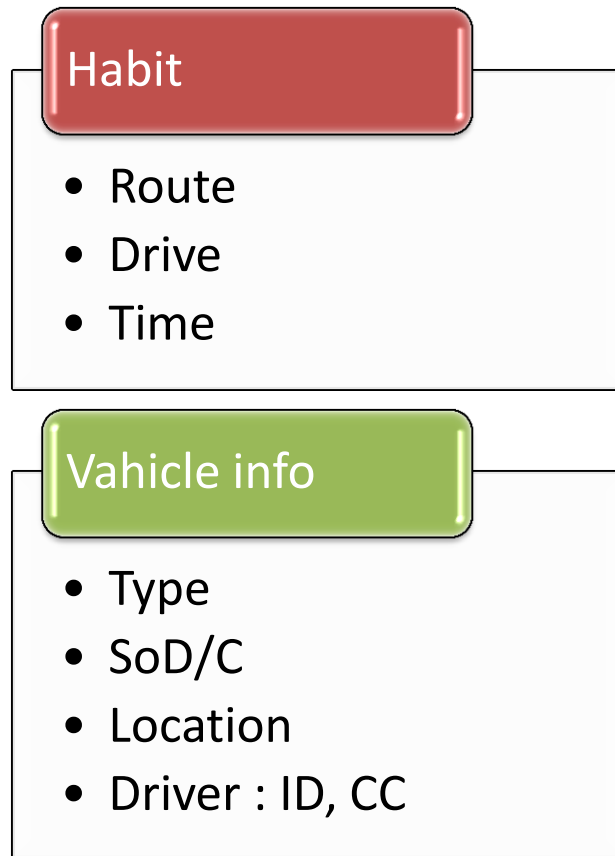 Habit
• Route
• Drive
• Time
Vahicle info
• Type
• SoD/C
• Location
• Driver : ID, CC